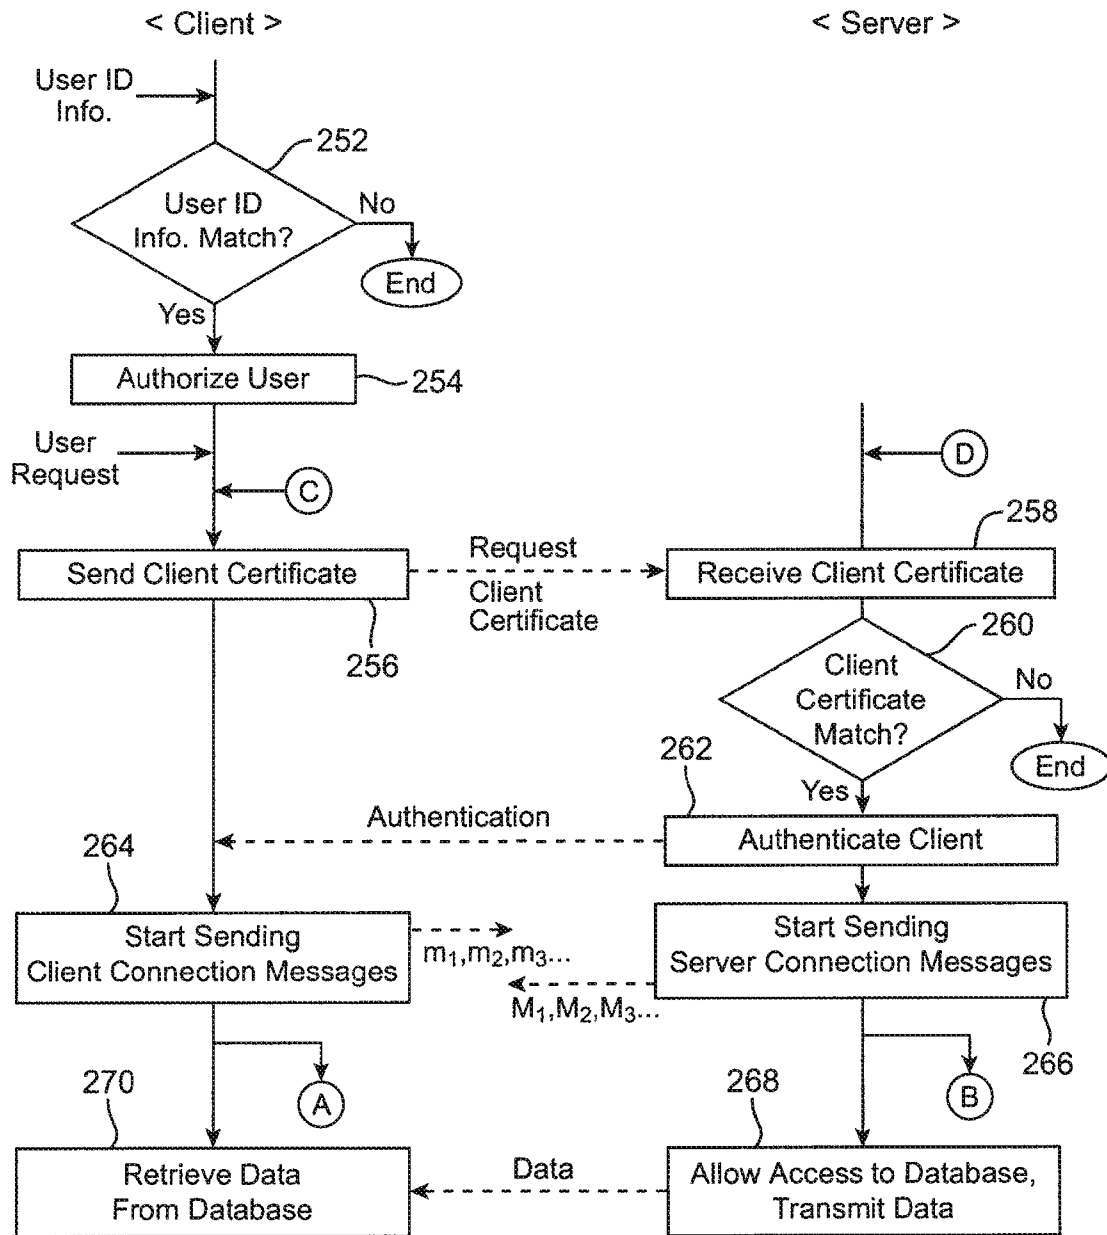 < Client >
< Server >
User ID
Info.
252
User ID
Info. Match?
No
End
Yes
Authorize User
254
User
Request
C
D
258
Send Client Certificate
Request
Client
Certificate
Receive Client Certificate
256
260
Client
Certificate
Match?
No
End
262
Yes
Authentication
Authenticate Client
264
Start Sending
Client Connection Messages
m₁,m₂,m₃...
Start Sending
Server Connection Messages
M₁,M₂,M₃...
266
270
A
268
B
Retrieve Data
From Database
Data
Allow Access to Database,
Transmit Data